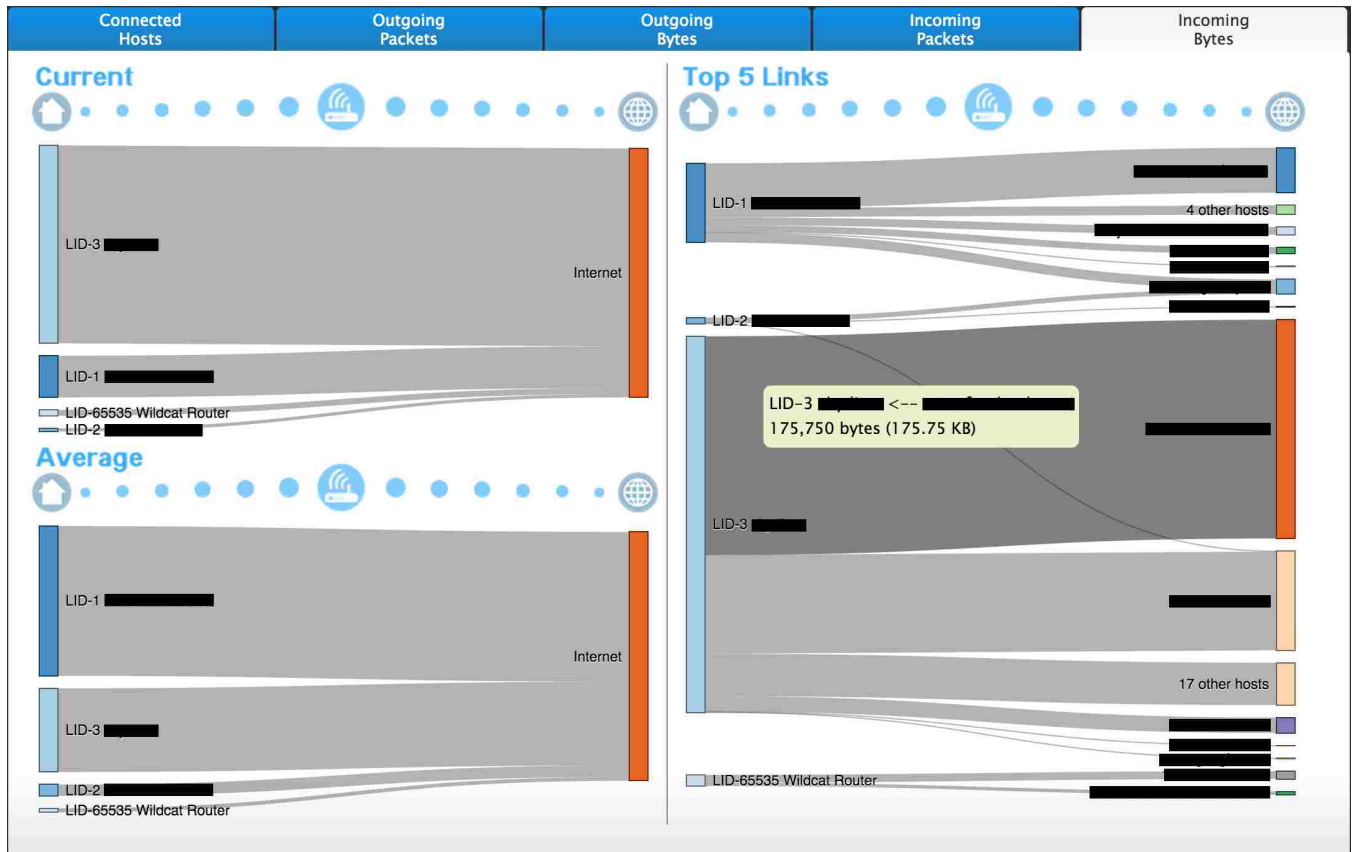 Connected
Hosts
Outgoing
Packets
Outgoing
Bytes
Incoming
Packets
Incoming
Bytes
Current
LID-3
Internet
LID-1
LID-65535 Wildcat Router
LID-2
Average
LID-1
Internet
LID-3
LID-2
LID-65535 Wildcat Router
Top 5 Links
LID-1
4 other hosts
LID-2
LID-3 <--
175,750 bytes (175.75 KB)
LID-3
17 other hosts
LID-65535 Wildcat Router